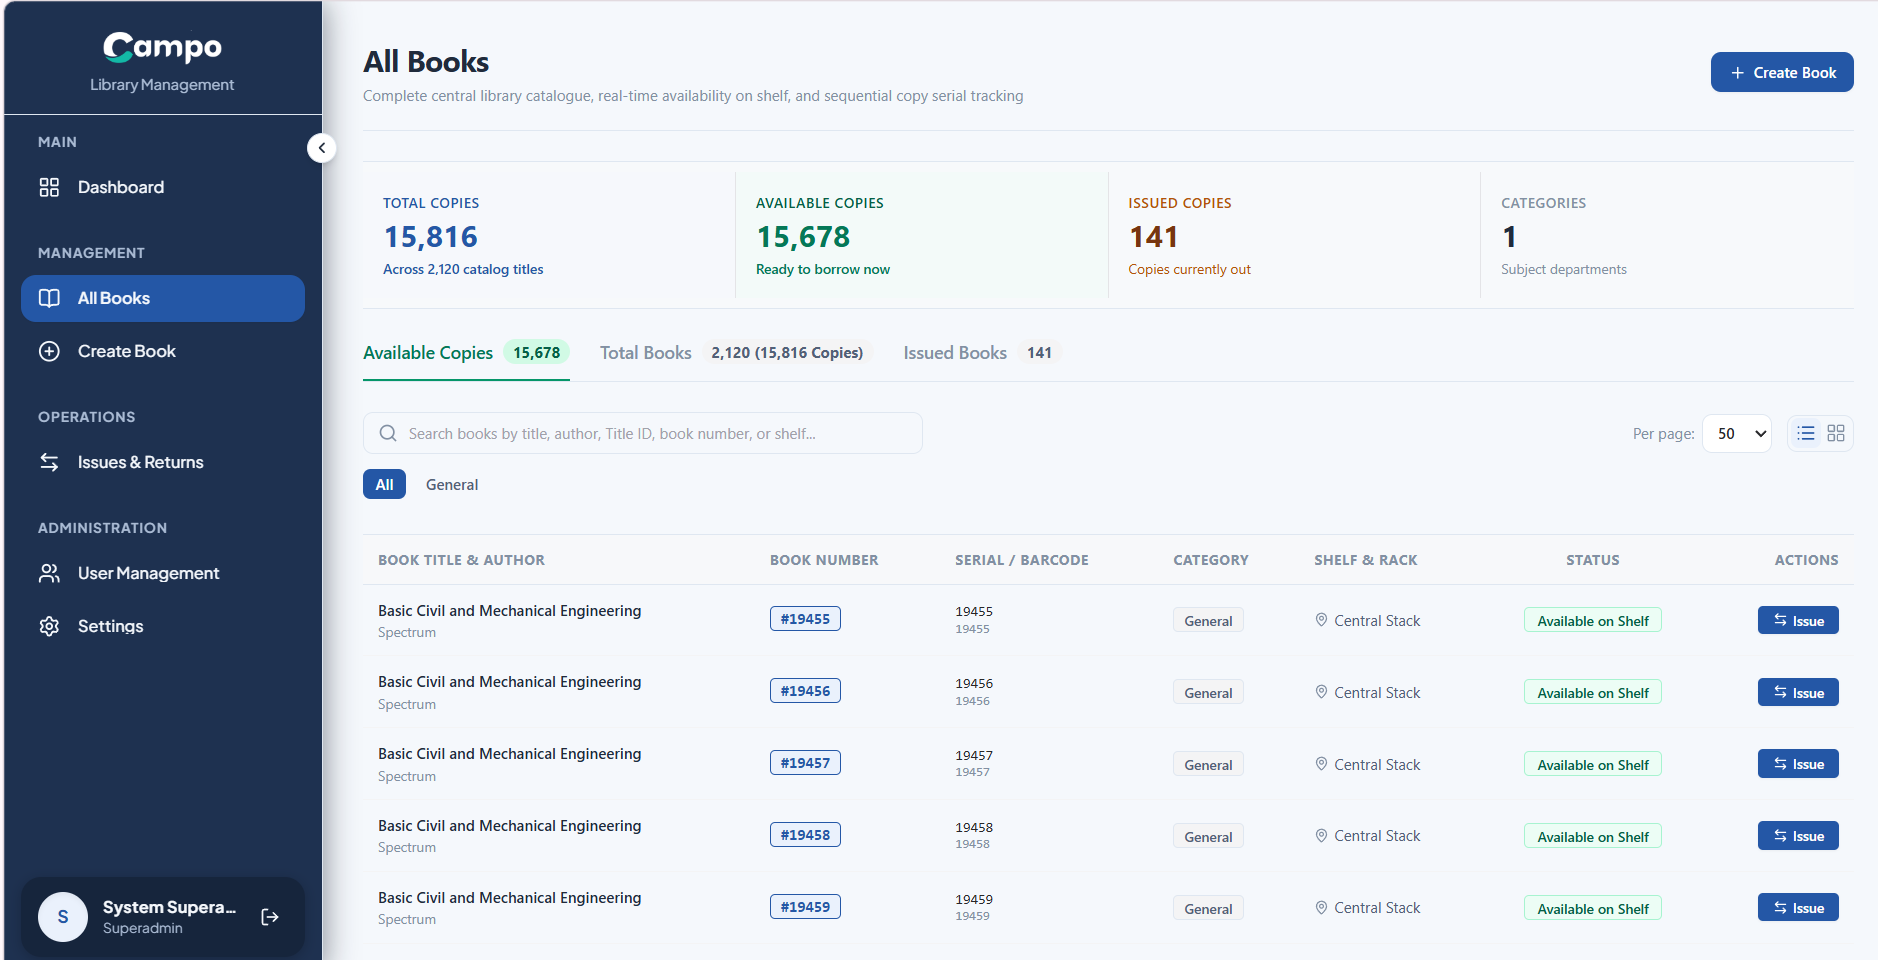 Campo
Library Management
MAIN
Dashboard
MANAGEMENT
All Books
Create Book
OPERATIONS
Issues & Returns
ADMINISTRATION
User Management
Settings
S
System Supera...
Superadmin
All Books
Complete central library catalogue, real-time availability on shelf, and sequential copy serial tracking
+ Create Book
TOTAL COPIES
15,816
Across 2,120 catalog titles
AVAILABLE COPIES
15,678
Ready to borrow now
ISSUED COPIES
141
Copies currently out
CATEGORIES
1
Subject departments
Available Copies 15,678 Total Books 2,120 (15,816 Copies) Issued Books 141
Search books by title, author, Title ID, book number, or shelf...
Per page: 50
All General
BOOK TITLE & AUTHOR BOOK NUMBER SERIAL / BARCODE CATEGORY SHELF & RACK STATUS ACTIONS
Basic Civil and Mechanical Engineering
Spectrum
#19455
19455
19455
General
Central Stack
Available on Shelf
Issue
Basic Civil and Mechanical Engineering
Spectrum
#19456
19456
19456
General
Central Stack
Available on Shelf
Issue
Basic Civil and Mechanical Engineering
Spectrum
#19457
19457
19457
General
Central Stack
Available on Shelf
Issue
Basic Civil and Mechanical Engineering
Spectrum
#19458
19458
19458
General
Central Stack
Available on Shelf
Issue
Basic Civil and Mechanical Engineering
Spectrum
#19459
19459
19459
General
Central Stack
Available on Shelf
Issue